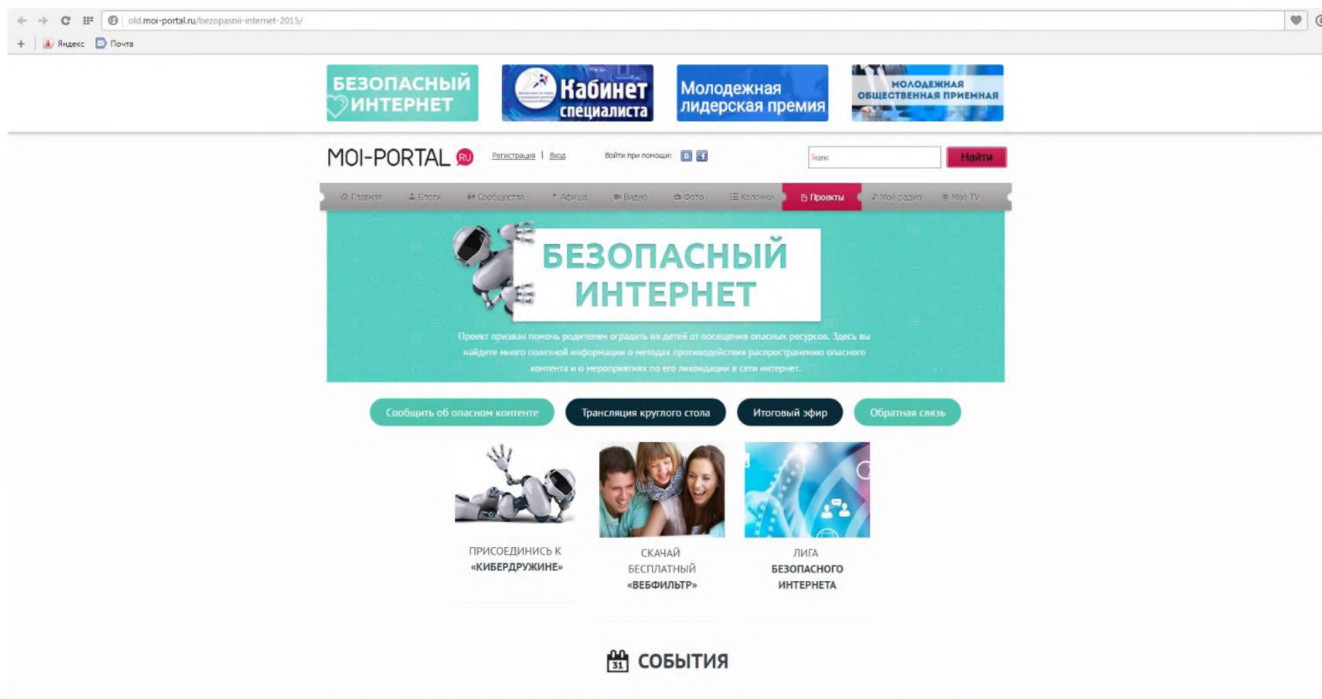 old.moi-portal.ru/bezopasnii-internet-2015/
Яндекс Почта
БЕЗОПАСНЫЙ
ИНТЕРНЕТ
Кабинет
специалиста
Молодежная
лидерская премия
МОЛОДЕЖНАЯ
ОБЩЕСТВЕННАЯ ПРИЕМНАЯ
MOI-PORTAL RU Регистрация | Вход Войти при помощи: Яндекс Найти
Главная Блоги Сообщества Афиша Видео Фото Колонки Проекты Моё радио Мое TV
БЕЗОПАСНЫЙ
ИНТЕРНЕТ
Проект призван помочь родителям оградить их детей от посещения опасных ресурсов. Здесь вы
найдете много полезной информации о методах противодействия распространению опасного
контента и о мероприятиях по его ликвидации в сети интернет.
Сообщить об опасном контенте Трансляция круглого стола Итоговый эфир Обратная связь
ПРИСОЕДИНИСЬ К
«КИБЕРДРУЖИНЕ»
СКАЧАЙ
БЕСПЛАТНЫЙ
«ВЕБФИЛЬТР»
ЛИГА
БЕЗОПАСНОГО
ИНТЕРНЕТА
31 СОБЫТИЯ